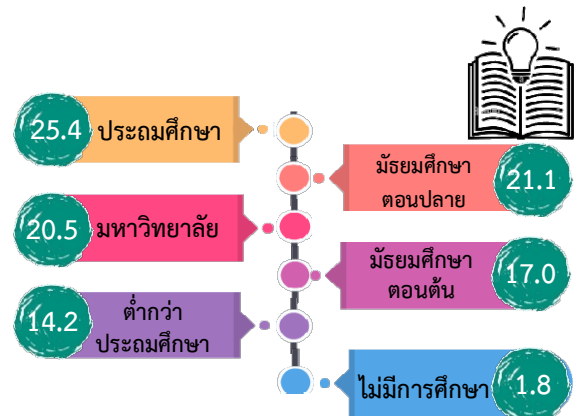 25.4 ประถมศึกษา
มัธยมศึกษา
ตอนปลาย
21.1
20.5 มหาวิทยาลัย
มัธยมศึกษา
ตอนต้น
17.0
14.2
ต่ำกว่า
ประถมศึกษา
ไม่มีการศึกษา 1.8